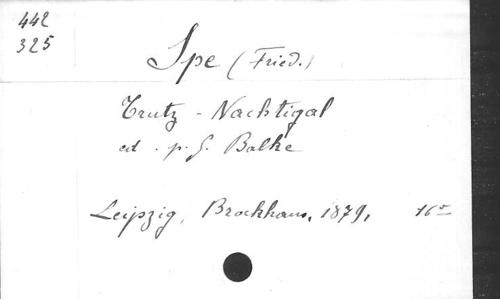 442
325
Spe (Fried.)
Trutz - Nachtigal
ed. p. G. Balke
Leipzig, Brockhaus, 1879, 16°